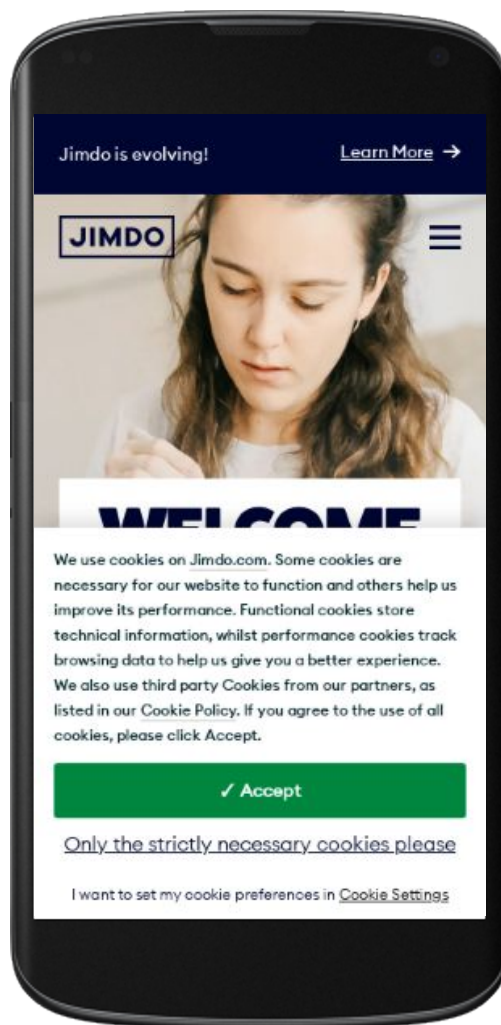 Jimdo is evolving! Learn More →
JIMDO
WELCOME
We use cookies on Jimdo.com. Some cookies are
necessary for our website to function and others help us
improve its performance. Functional cookies store
technical information, whilst performance cookies track
browsing data to help us give you a better experience.
We also use third party Cookies from our partners, as
listed in our Cookie Policy. If you agree to the use of all
cookies, please click Accept.
✓ Accept
Only the strictly necessary cookies please
I want to set my cookie preferences in Cookie Settings